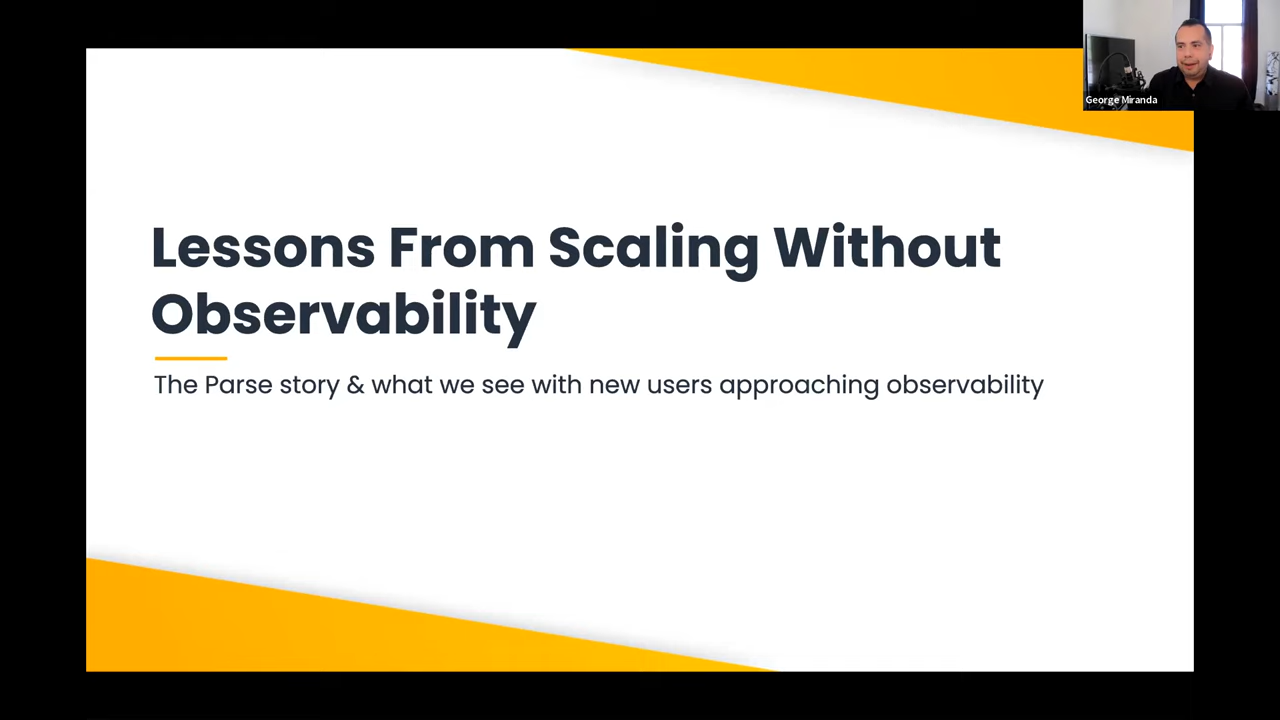 George Miranda
Lessons From Scaling Without
Observability
The Parse story & what we see with new users approaching observability